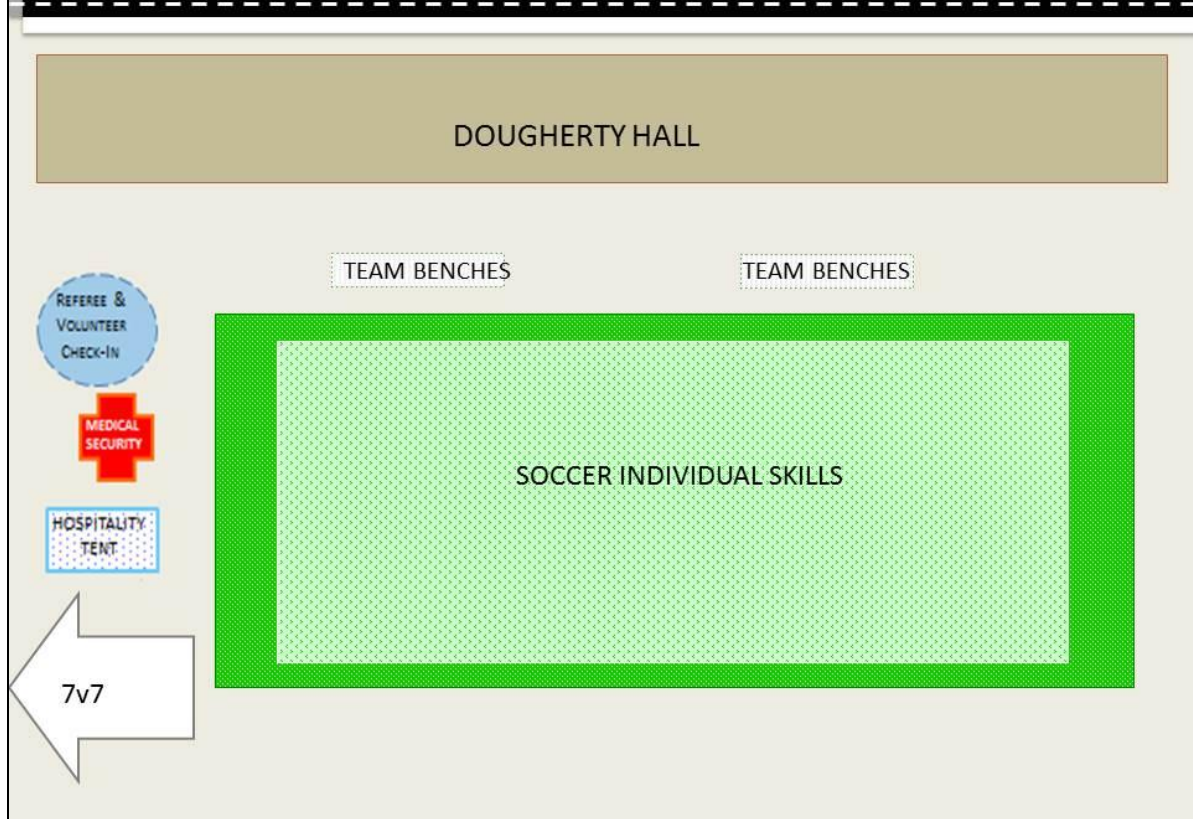 DOUGHERTY HALL
TEAM BENCHES
TEAM BENCHES
REFEREE &
VOLUNTEER
CHECK-IN
MEDICAL
SECURITY
SOCCER INDIVIDUAL SKILLS
HOSPITALITY
TENT
7v7